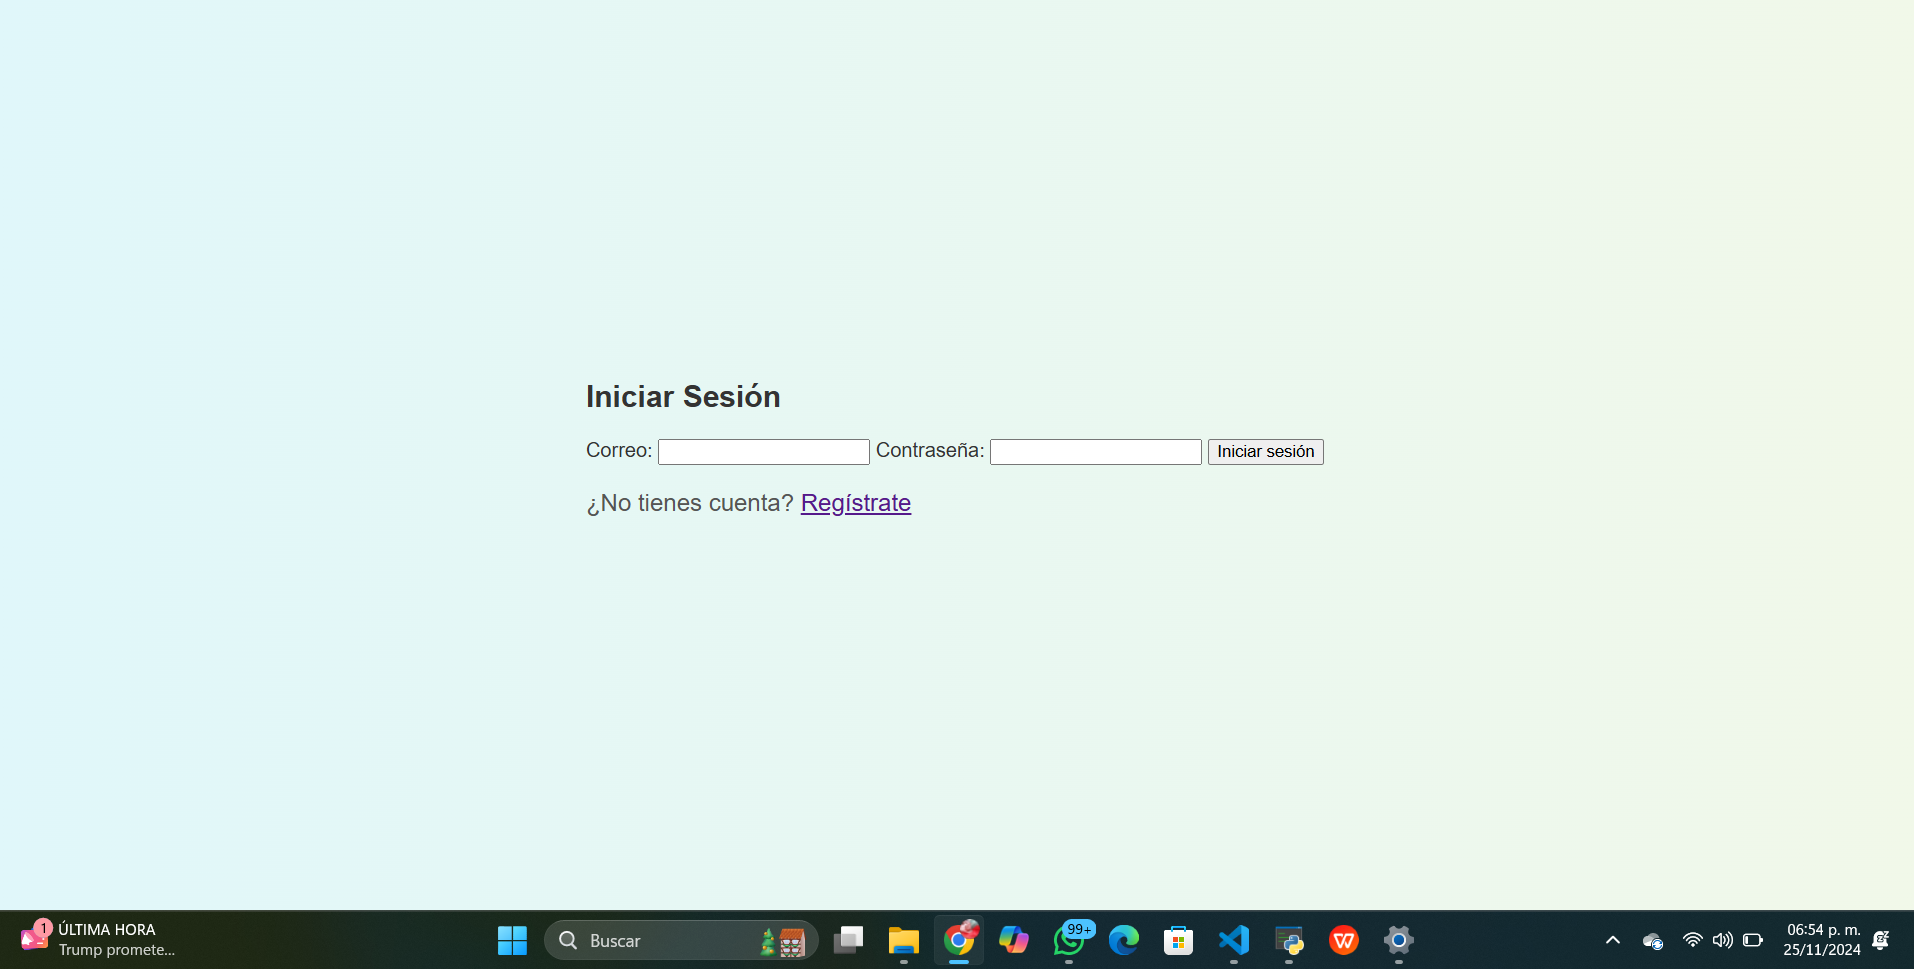 Iniciar Sesión
Correo: Contraseña: Iniciar sesión
¿No tienes cuenta? Regístrate
1 ÚLTIMA HORA
Trump promete...
Buscar
99+
06:54 p. m.
25/11/2024